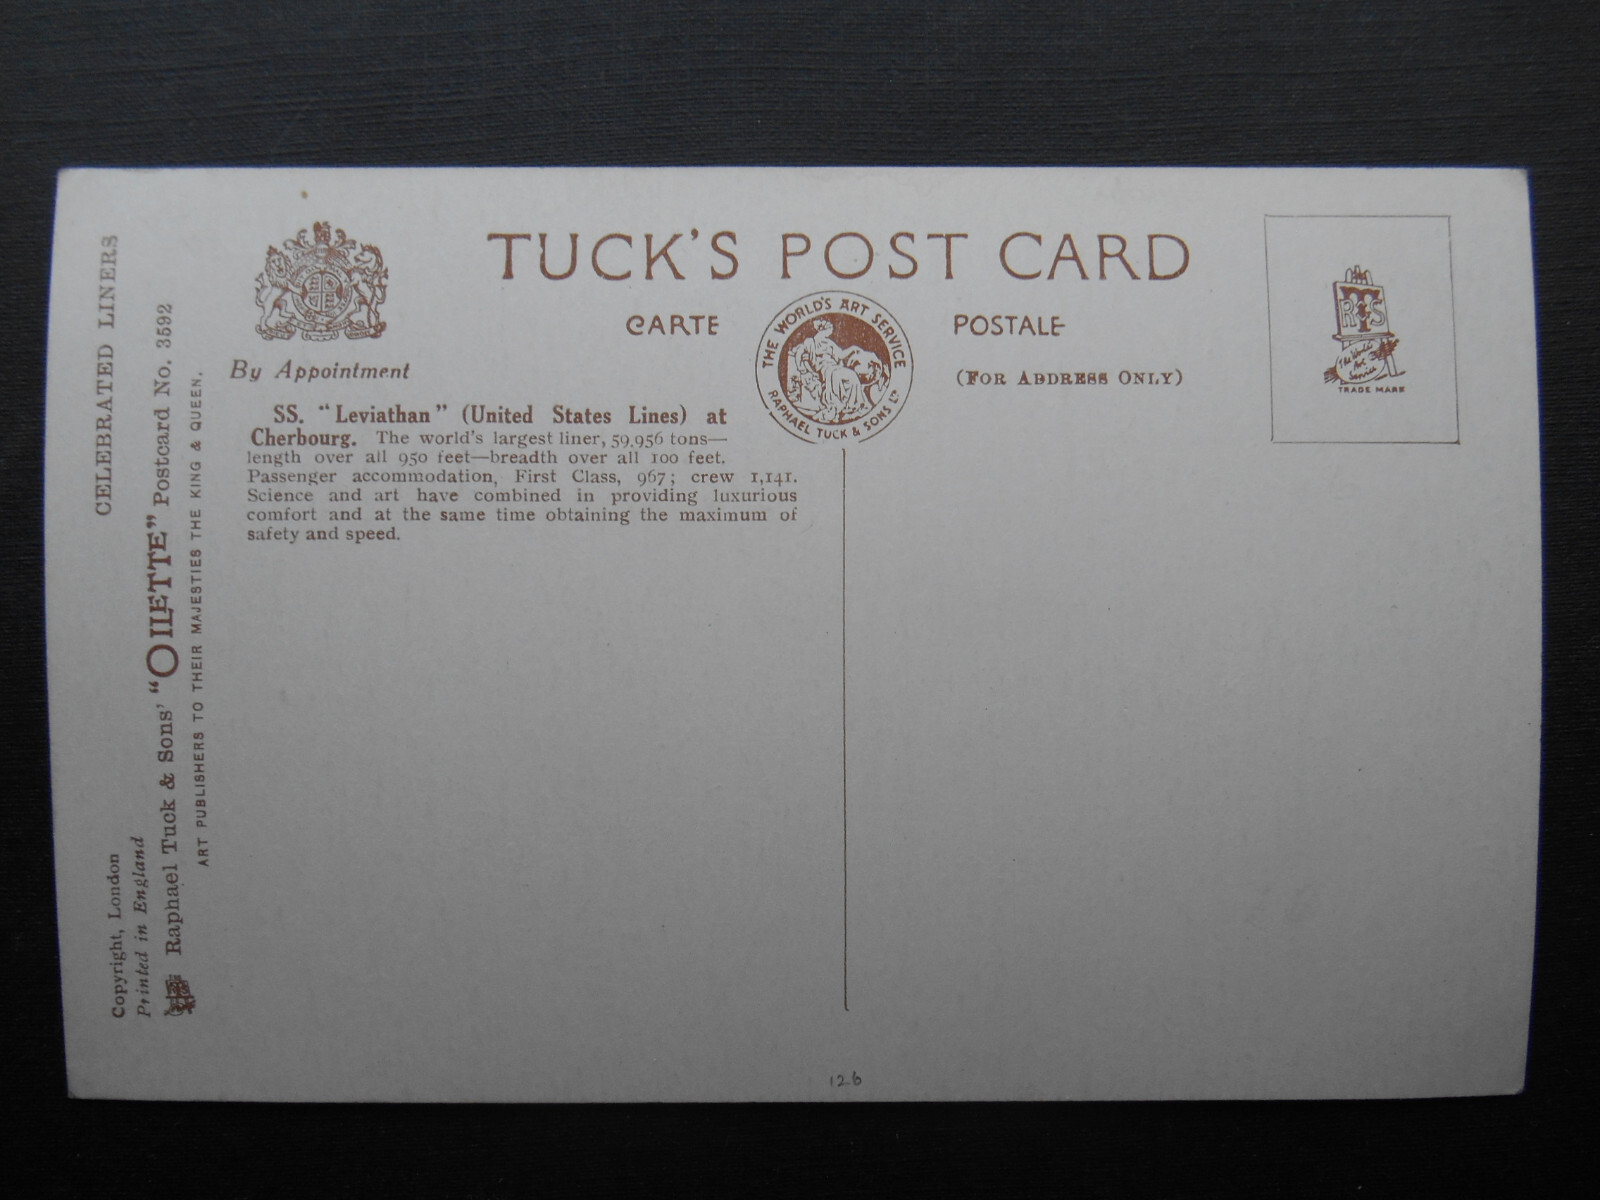 TUCK'S POST CARD
CARTE POSTALE
(FOR ADDRESS ONLY)
THE WORLD'S ART SERVICE
RAPHAEL TUCK & SONS LTD
R & S T
The World's
Art
Service
TRADE MARK
By Appointment
SS. "Leviathan" (United States Lines) at
Cherbourg. The world's largest liner, 59,956 tons—
length over all 950 feet—breadth over all 100 feet.
Passenger accommodation, First Class, 967; crew 1,141.
Science and art have combined in providing luxurious
comfort and at the same time obtaining the maximum of
safety and speed.
CELEBRATED LINERS
Copyright, London
Printed in England
Raphael Tuck & Sons' "OILETTE" Postcard No. 3592
ART PUBLISHERS TO THEIR MAJESTIES THE KING & QUEEN.
126